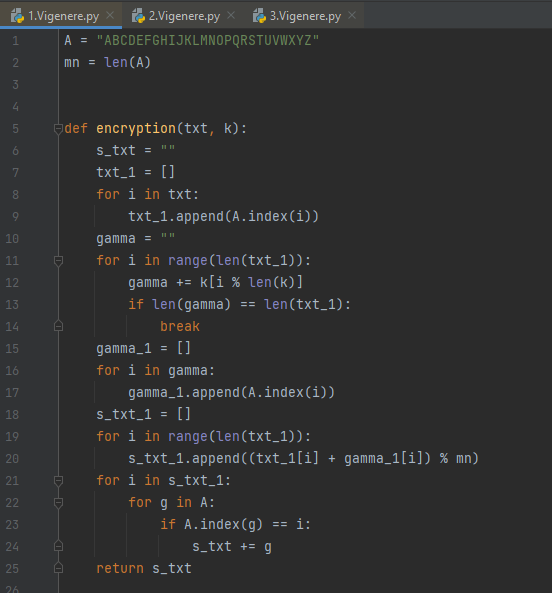 1.Vigenere.py × 2.Vigenere.py × 3.Vigenere.py ×
1 A = "ABCDEFGHIJKLMNOPQRSTUVWXYZ"
2 mn = len(A)
3
4
5 def encryption(txt, k):
6     s_txt = ""
7     txt_1 = []
8     for i in txt:
9         txt_1.append(A.index(i))
10     gamma = ""
11     for i in range(len(txt_1)):
12         gamma += k[i % len(k)]
13         if len(gamma) == len(txt_1):
14             break
15     gamma_1 = []
16     for i in gamma:
17         gamma_1.append(A.index(i))
18     s_txt_1 = []
19     for i in range(len(txt_1)):
20         s_txt_1.append((txt_1[i] + gamma_1[i]) % mn)
21     for i in s_txt_1:
22         for g in A:
23             if A.index(g) == i:
24                 s_txt += g
25     return s_txt
26